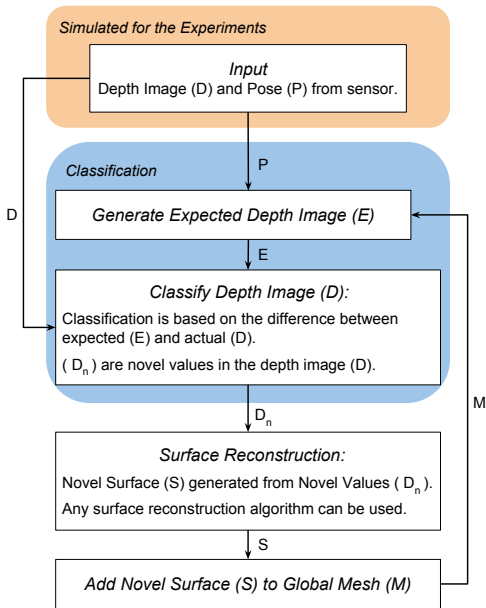 Simulated for the Experiments
Input
Depth Image (D) and Pose (P) from sensor.
P
Classification
D
Generate Expected Depth Image (E)
E
Classify Depth Image (D):
Classification is based on the difference between
expected (E) and actual (D).
( Dn ) are novel values in the depth image (D).
M
Dn
Surface Reconstruction:
Novel Surface (S) generated from Novel Values ( Dn ).
Any surface reconstruction algorithm can be used.
S
Add Novel Surface (S) to Global Mesh (M)